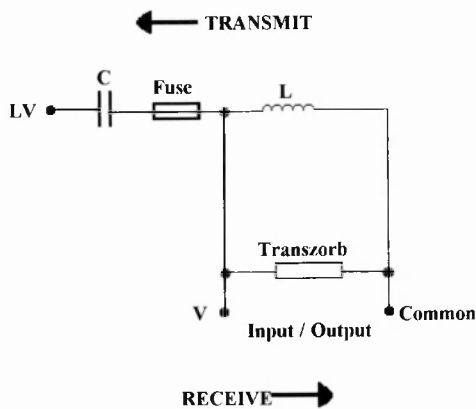 TRANSMIT
C
Fuse
L
LV
Transzorb
V
Input / Output
Common
RECEIVE